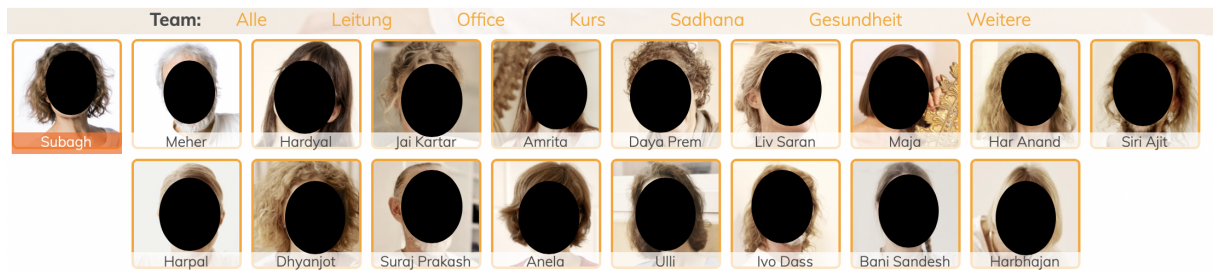 Team: Alle Leitung Office Kurs Sadhana Gesundheit Weitere
Subagh Meher Hardyal Jai Kartar Amrita Daya Prem Liv Saran Maja Har Anand Siri Ajit
Harpal Dhyanjot Suraj Prakash Anela Ulli Ivo Dass Bani Sandesh Harbhajan